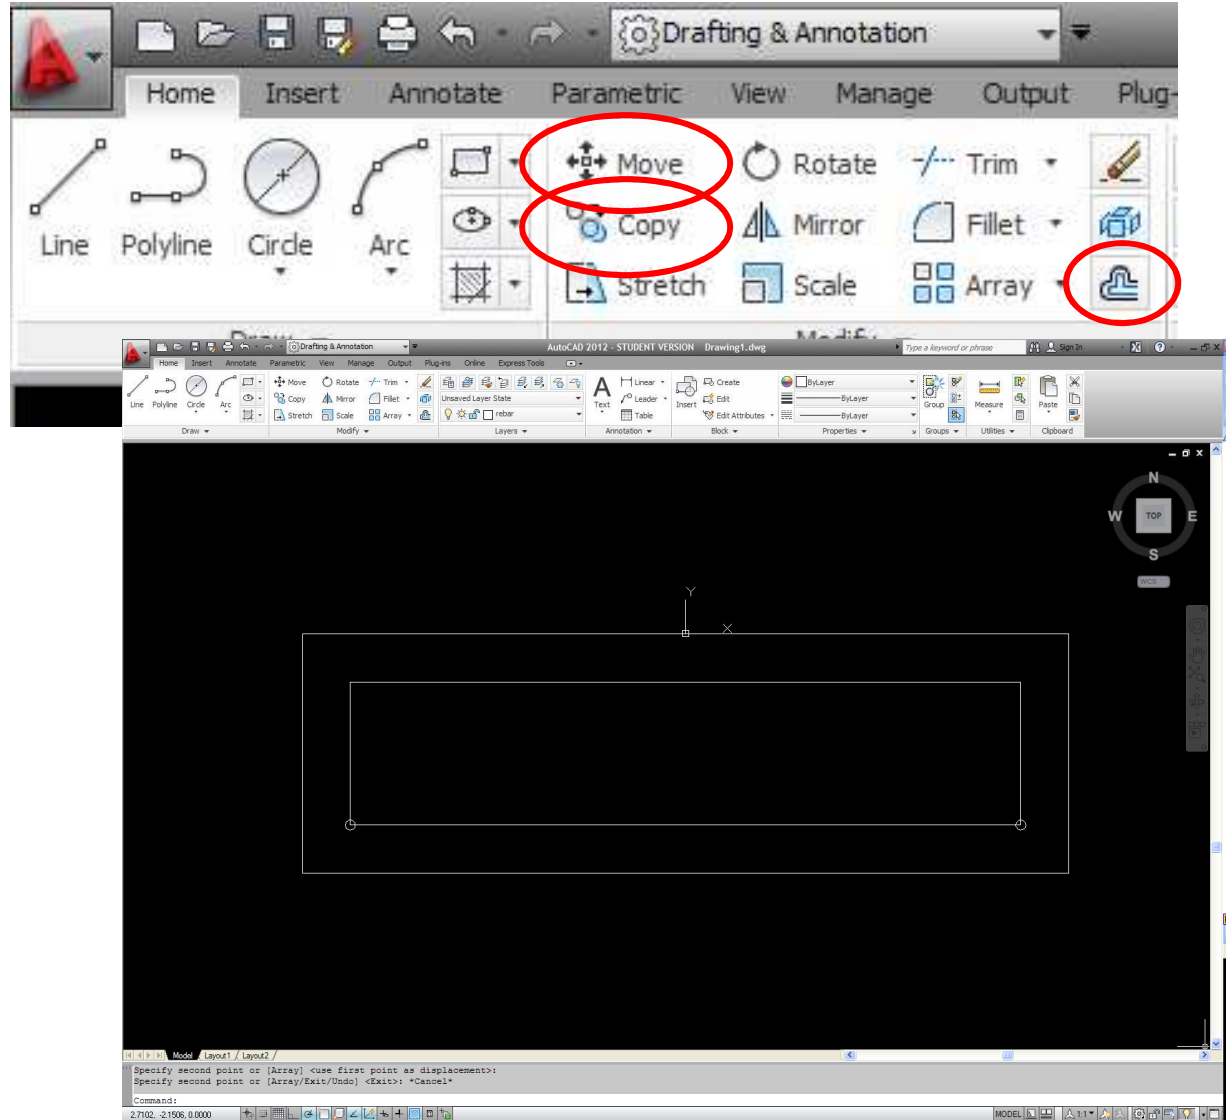 Drafting & Annotation
Home Insert Annotate Parametric View Manage Output Plug-
Move Rotate Trim
Line Polyline Circle Arc Copy Mirror Fillet
Stretch Scale Array
Draw Modify
Drafting & Annotation AutoCAD 2012 - STUDENT VERSION Drawing1.dwg Type a keyword or phrase Sign In
Home Insert Annotate Parametric View Manage Output Plug-ins Online Express Tools
Move Rotate Trim Linear Create ByLayer
Line Polyline Circle Arc Copy Mirror Fillet Unsaved Layer State Text Leader Insert Edit ByLayer Group Measure Paste
Stretch Scale Array rebar Table Edit Attributes ByLayer
Draw Modify Layers Annotation Block Properties Groups Utilities Clipboard
N
W TOP E
S
WCS
Y
X
Model Layout1 Layout2
Specify second point or [Array] <use first point as displacement>:
Specify second point or [Array/Exit/Undo] <Exit>: *Cancel*
Command:
2.7102, -2.1506, 0.0000 MODEL 1:1